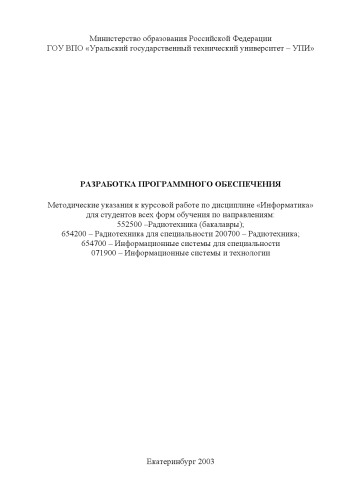 Министерство образования Российской Федерации
ГОУ ВПО «Уральский государственный технический университет – УПИ»
РАЗРАБОТКА ПРОГРАММНОГО ОБЕСПЕЧЕНИЯ
Методические указания к курсовой работе по дисциплине «Информатика»
для студентов всех форм обучения по направлениям:
552500 –Радиотехника (бакалавры);
654200 – Радиотехника для специальности 200700 – Радиотехника;
654700 – Информационные системы для специальности
071900 – Информационные системы и технологии
Екатеринбург 2003